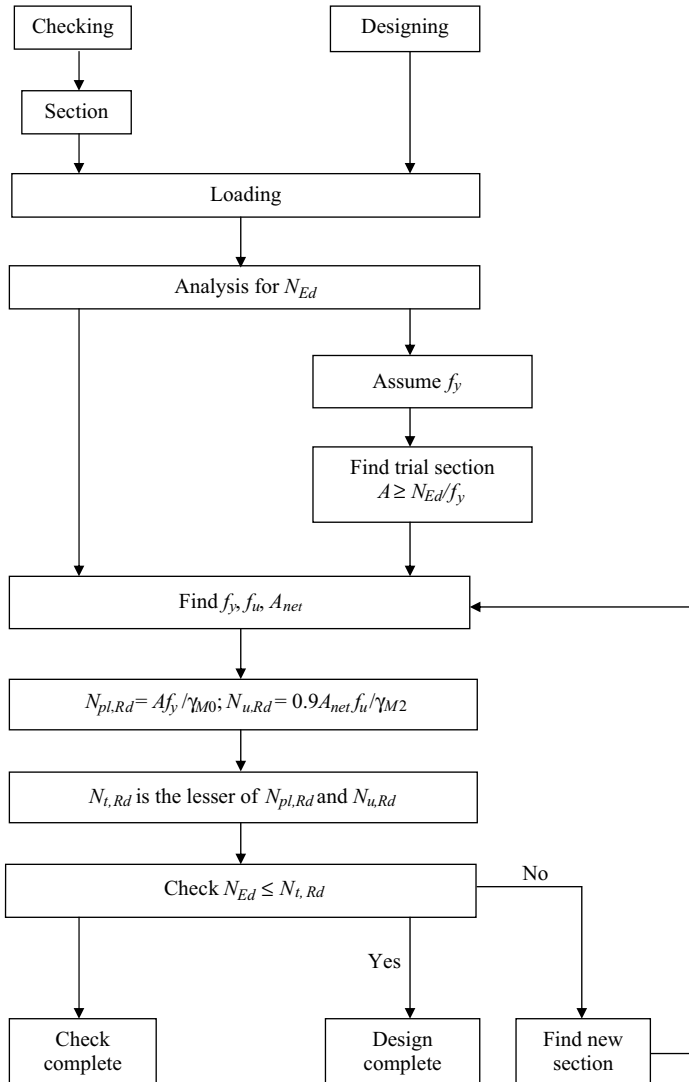 Checking
Designing
Section
Loading
Analysis for N_Ed
Assume f_y
Find trial section
A ≥ N_Ed/f_y
Find f_y, f_u, A_net
N_pl,Rd = Af_y/γ_M0; N_u,Rd = 0.9A_net f_u/γ_M2
N_t,Rd is the lesser of N_pl,Rd and N_u,Rd
Check N_Ed ≤ N_t,Rd
No
Yes
Check
complete
Design
complete
Find new
section